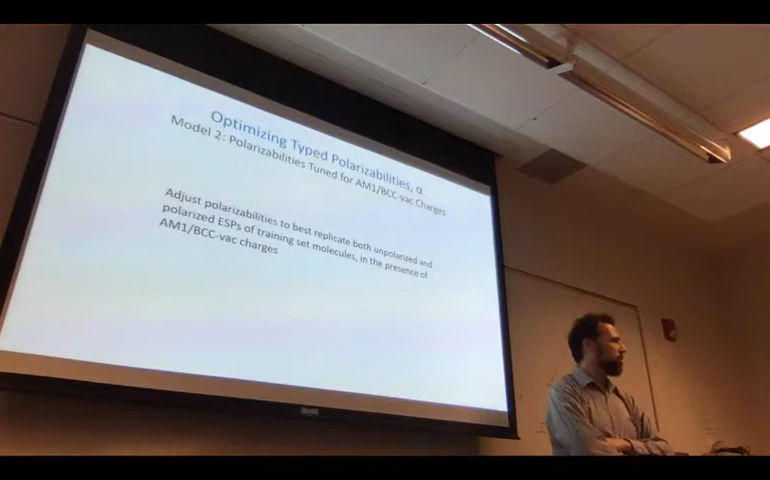 Optimizing Typed Polarizabilities, α
Model 2: Polarizabilities Tuned for AM1/BCC-vac Charges
Adjust polarizabilities to best replicate both unpolarized and
polarized ESPs of training set molecules, in the presence of
AM1/BCC-vac charges